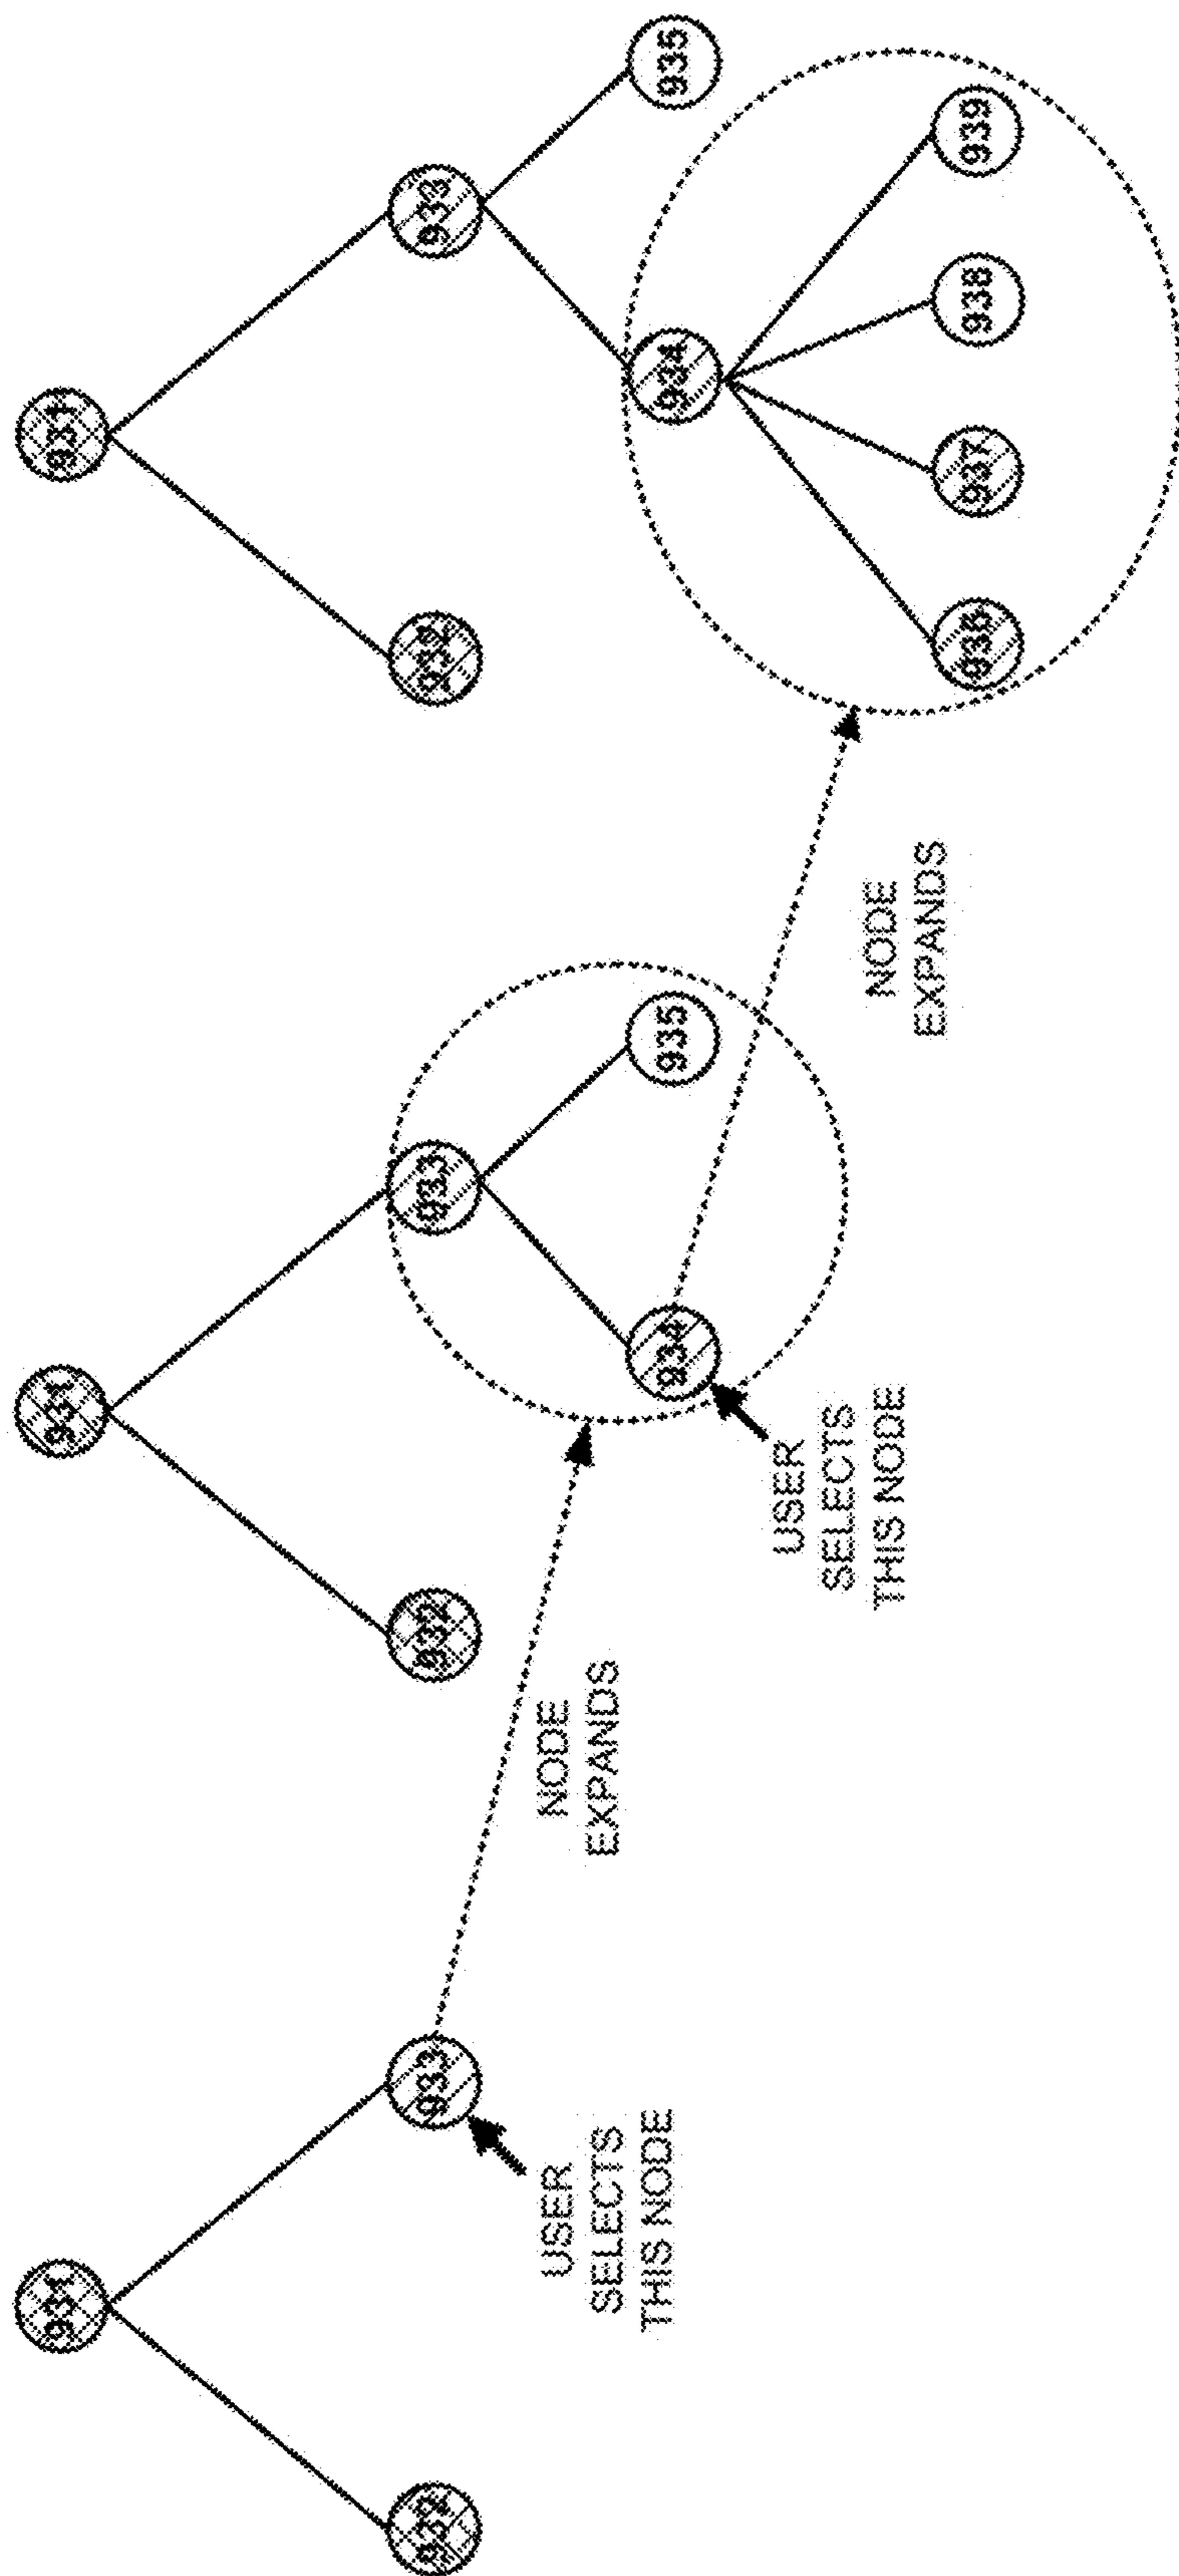 931
932
933
USER
SELECTS
THIS NODE
NODE
EXPANDS
931
932
933
934
935
USER
SELECTS
THIS NODE
NODE
EXPANDS
931
932
933
934
935
936
937
938
939